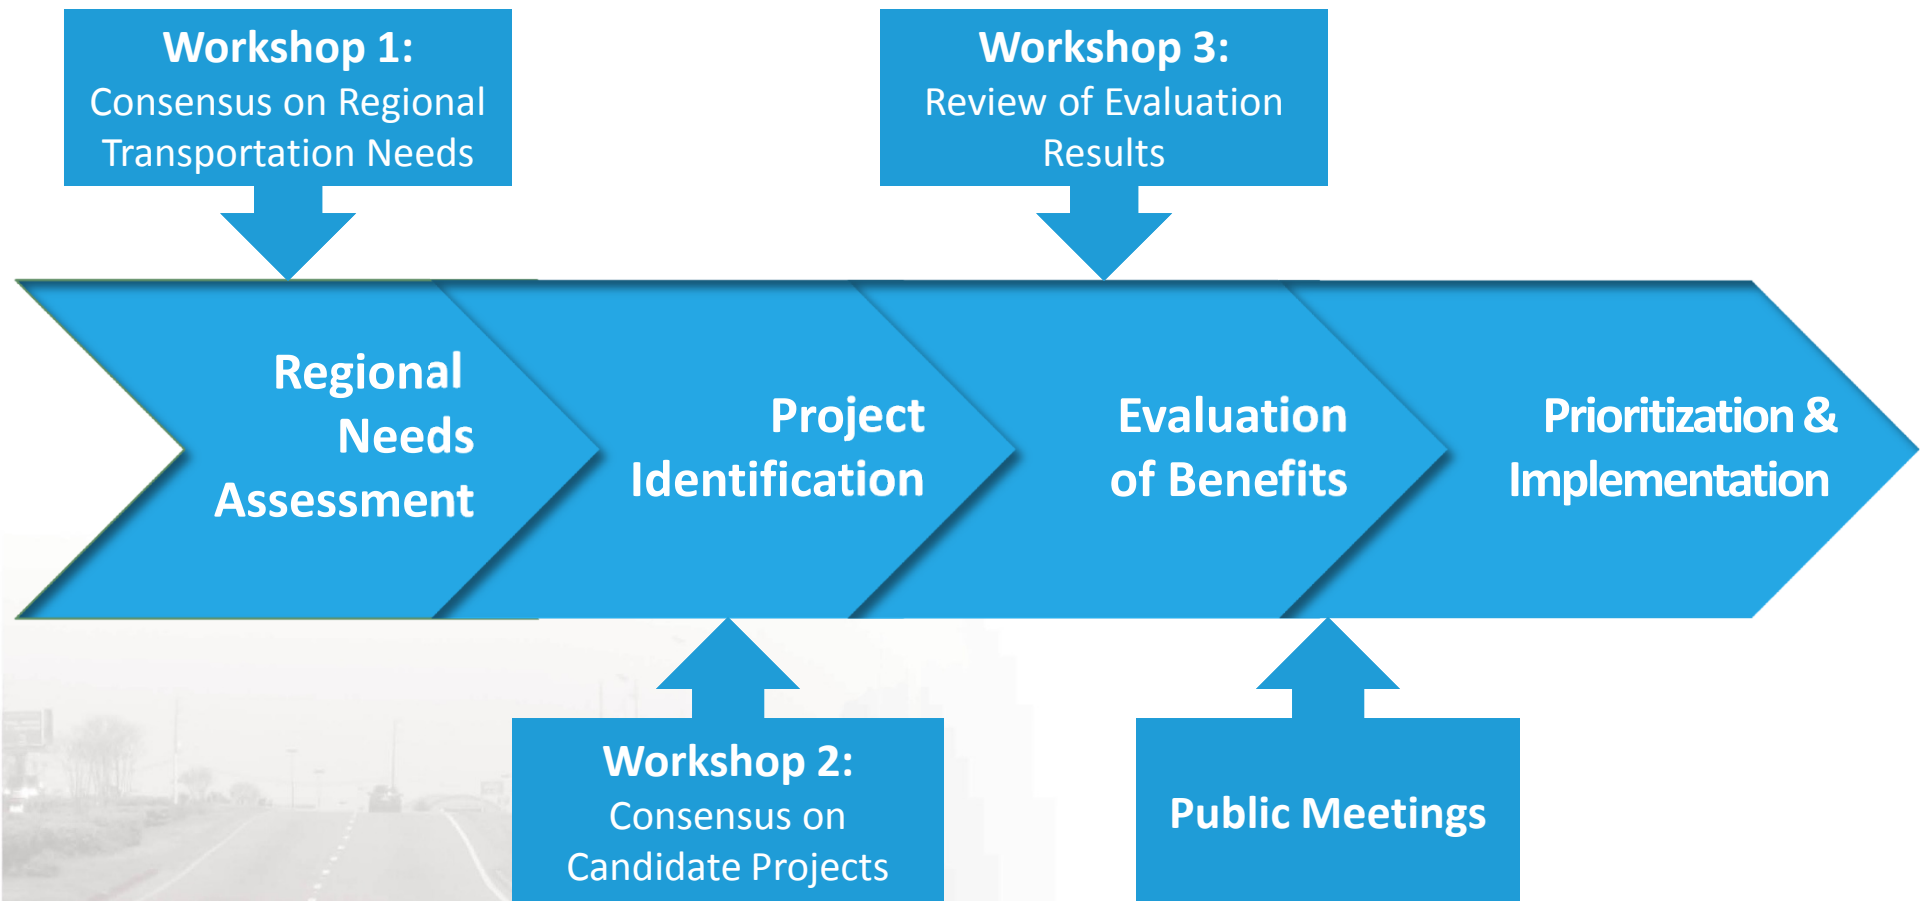 Workshop 1:
Consensus on Regional
Transportation Needs
Workshop 3:
Review of Evaluation
Results
Regional
Needs
Assessment
Project
Identification
Evaluation
of Benefits
Prioritization &
Implementation
Workshop 2:
Consensus on
Candidate Projects
Public Meetings